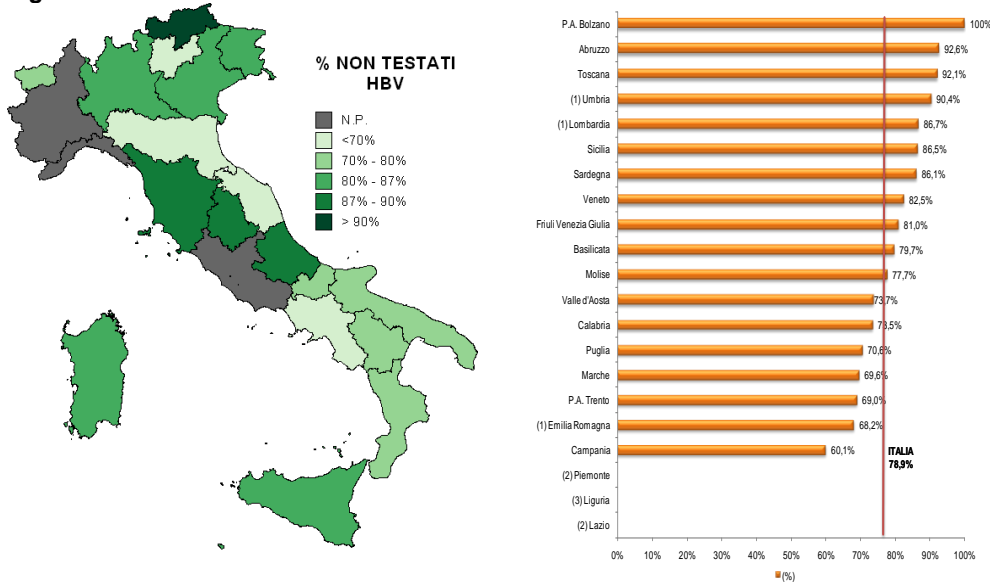 % NON TESTATI
HBV
N.P.
<70%
70% - 80%
80% - 87%
87% - 90%
> 90%
P.A. Bolzano 100%
Abruzzo 92,6%
Toscana 92,1%
(1) Umbria 90,4%
(1) Lombardia 86,7%
Sicilia 86,5%
Sardegna 86,1%
Veneto 82,5%
Friuli Venezia Giulia 81,0%
Basilicata 79,7%
Molise 77,7%
Valle d'Aosta 73,7%
Calabria 73,5%
Puglia 70,6%
Marche 69,6%
P.A. Trento 69,0%
(1) Emilia Romagna 68,2%
Campania 60,1%
ITALIA
78,9%
(2) Piemonte
(3) Liguria
(2) Lazio
0% 10% 20% 30% 40% 50% 60% 70% 80% 90% 100%
(%)